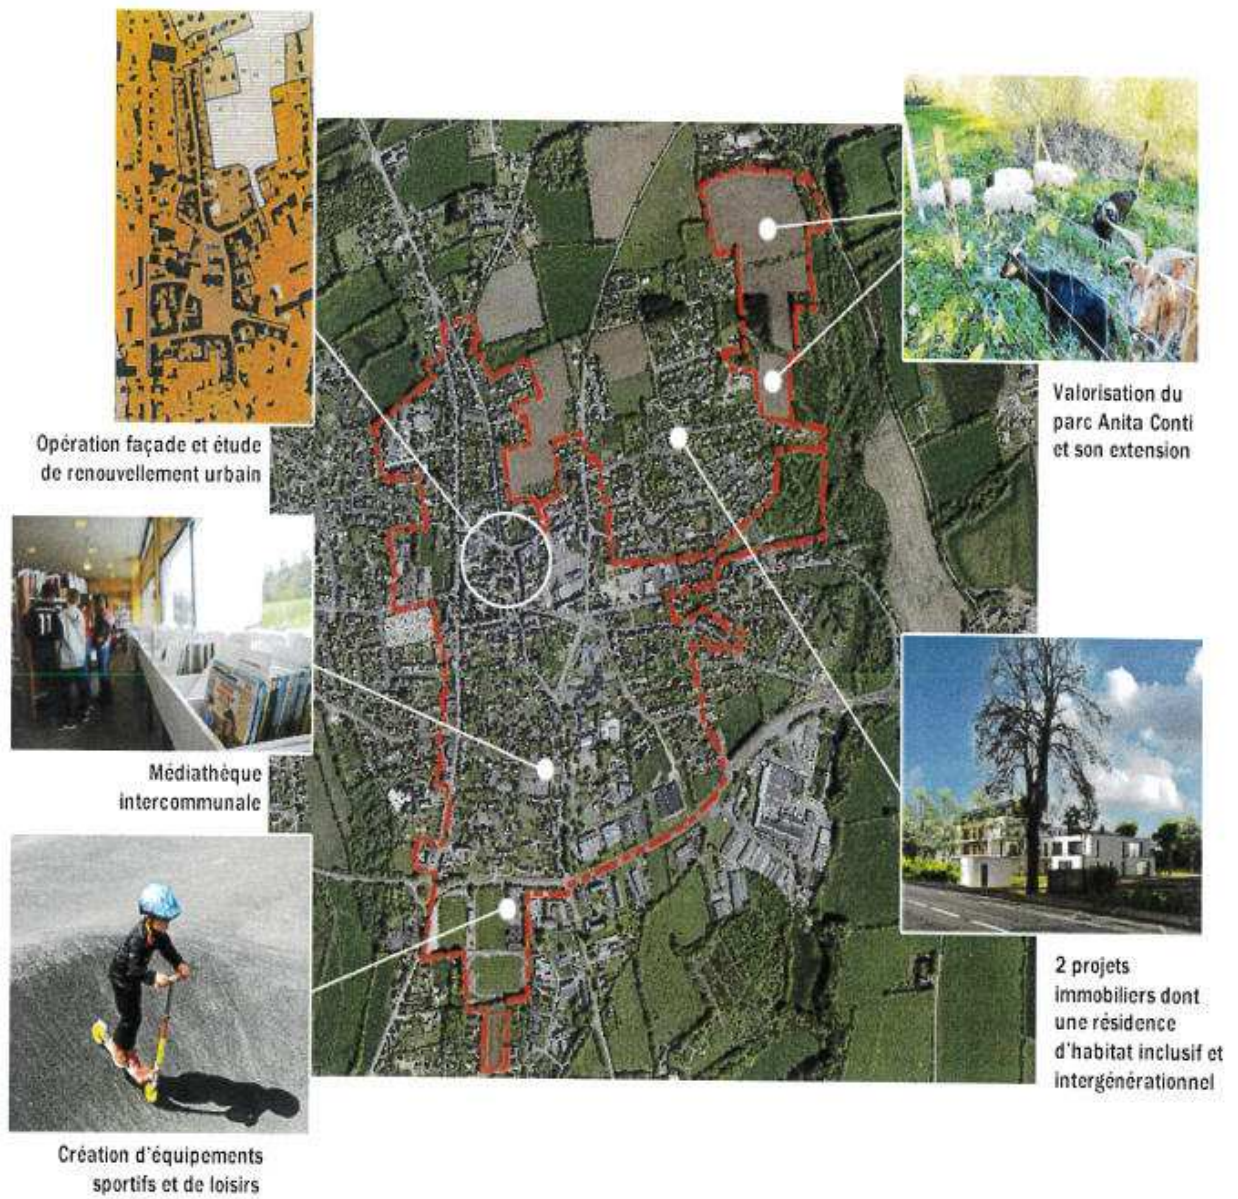 Opération façade et étude
de renouvellement urbain
Médiathèque
intercommunale
Création d'équipements
sportifs et de loisirs
Valorisation du
parc Anita Conti
et son extension
2 projets
immobiliers dont
une résidence
d'habitat inclusif et
intergénérationnel
11